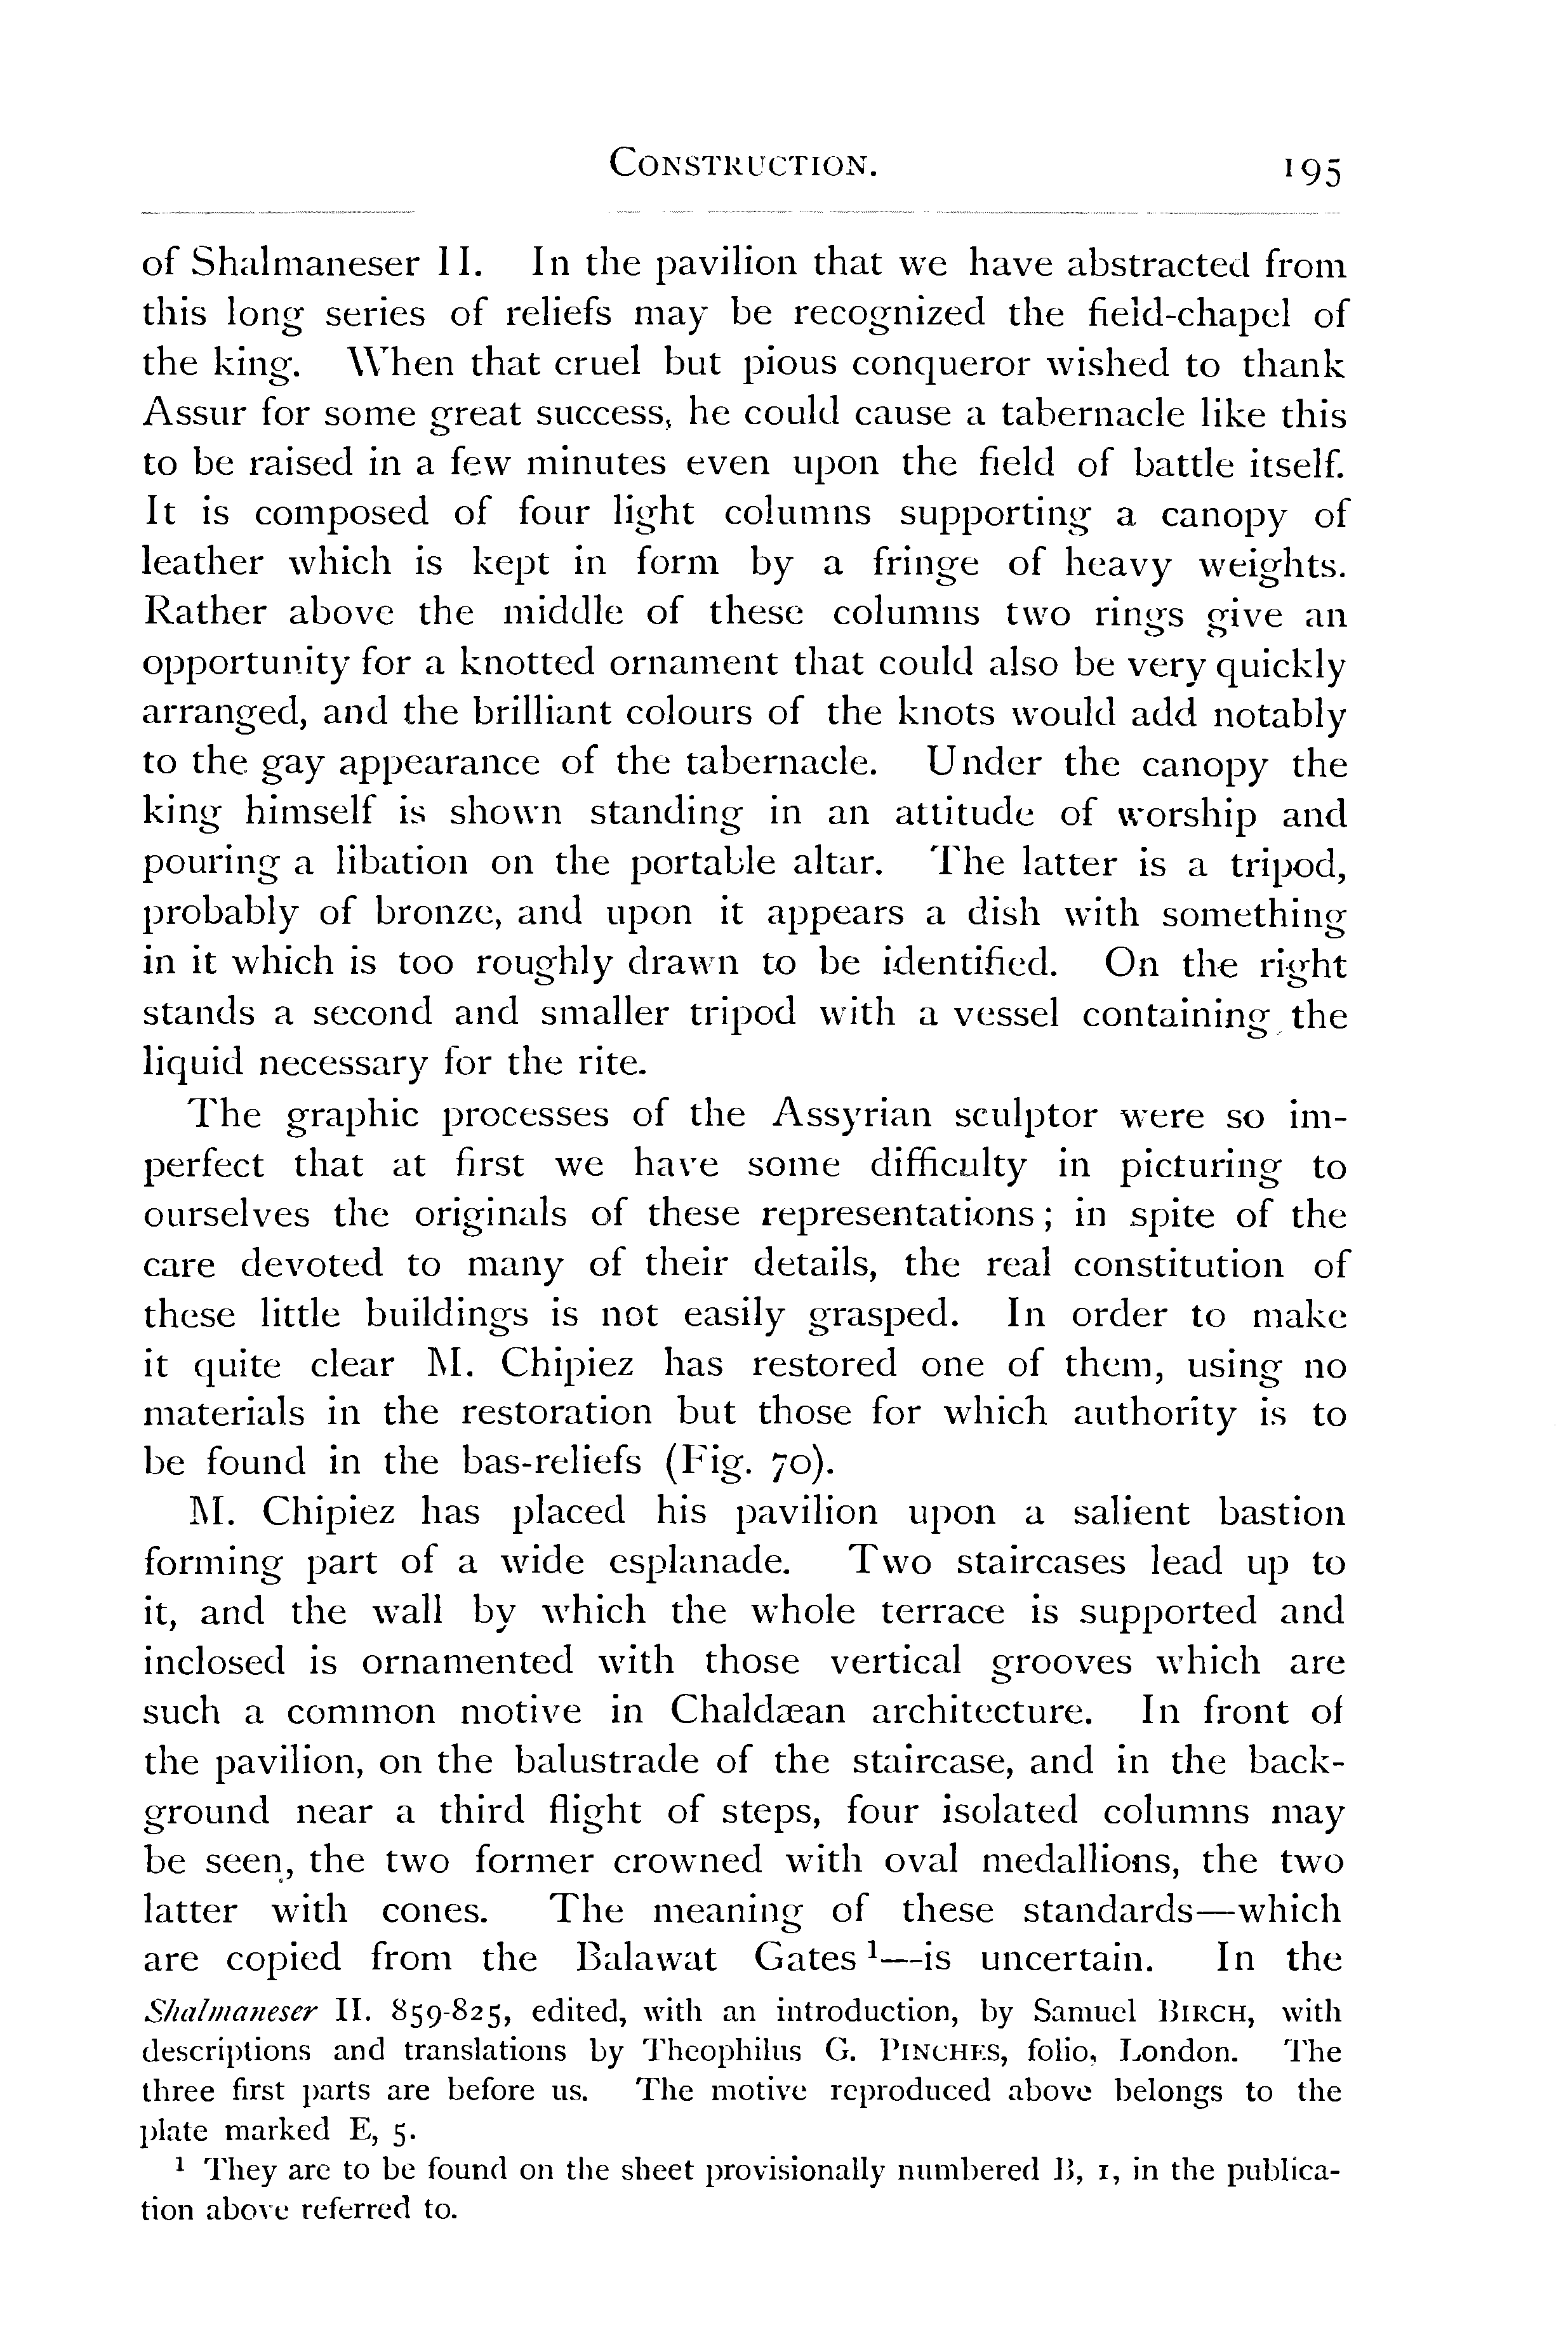 CONSTRUCTION. 195
of Shalmaneser II. In the pavilion that we have abstracted from
this long series of reliefs may be recognized the field-chapel of
the king. When that cruel but pious conqueror wished to thank
Assur for some great success, he could cause a tabernacle like this
to be raised in a few minutes even upon the field of battle itself.
It is composed of four light columns supporting a canopy of
leather which is kept in form by a fringe of heavy weights.
Rather above the middle of these columns two rings give an
opportunity for a knotted ornament that could also be very quickly
arranged, and the brilliant colours of the knots would add notably
to the gay appearance of the tabernacle. Under the canopy the
king himself is shown standing in an attitude of worship and
pouring a libation on the portable altar. The latter is a tripod,
probably of bronze, and upon it appears a dish with something
in it which is too roughly drawn to be identified. On the right
stands a second and smaller tripod with a vessel containing the
liquid necessary for the rite.
The graphic processes of the Assyrian sculptor were so im-
perfect that at first we have some difficulty in picturing to
ourselves the originals of these representations; in spite of the
care devoted to many of their details, the real constitution of
these little buildings is not easily grasped. In order to make
it quite clear M. Chipiez has restored one of them, using no
materials in the restoration but those for which authority is to
be found in the bas-reliefs (Fig. 70).
M. Chipiez has placed his pavilion upon a salient bastion
forming part of a wide esplanade. Two staircases lead up to
it, and the wall by which the whole terrace is supported and
inclosed is ornamented with those vertical grooves which are
such a common motive in Chaldæan architecture. In front of
the pavilion, on the balustrade of the staircase, and in the back-
ground near a third flight of steps, four isolated columns may
be seen, the two former crowned with oval medallions, the two
latter with cones. The meaning of these standards—which
are copied from the Balawat Gates ¹—is uncertain. In the
Shalmaneser II. 859-825, edited, with an introduction, by Samuel BIRCH, with
descriptions and translations by Theophilus G. PINCHES, folio, London. The
three first parts are before us. The motive reproduced above belongs to the
plate marked E, 5.
¹ They are to be found on the sheet provisionally numbered B, 1, in the publica-
tion above referred to.